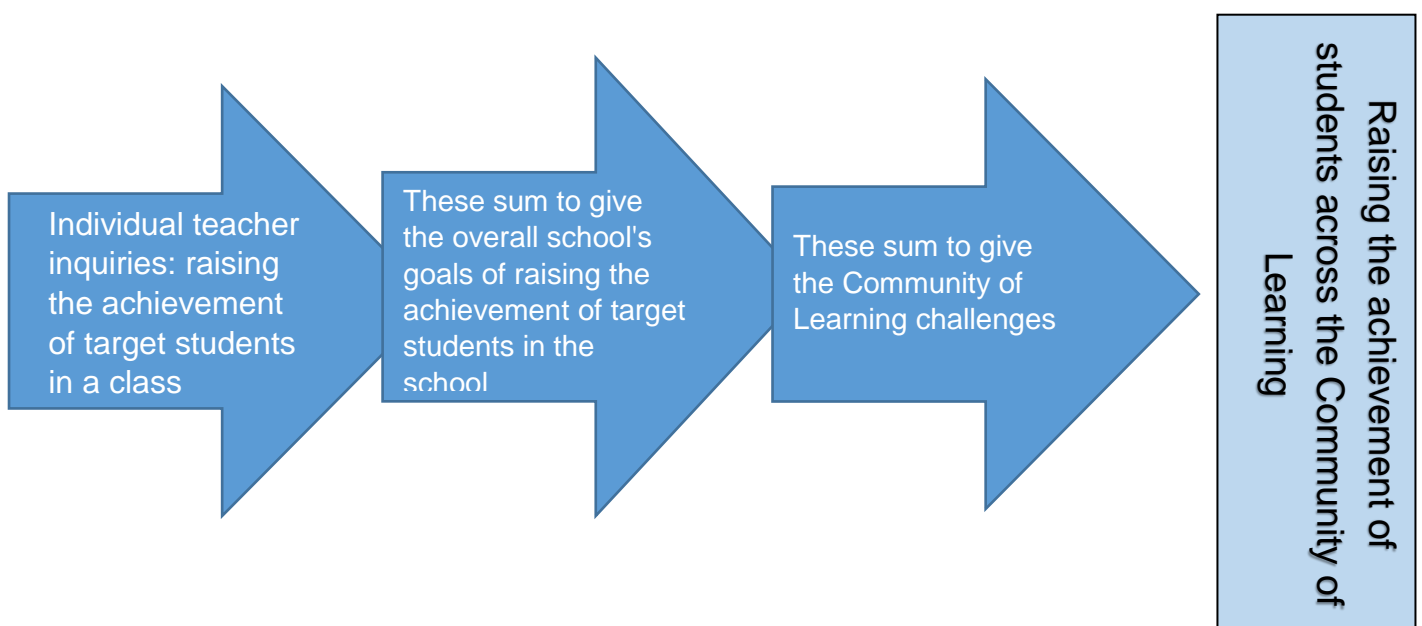 Individual teacher
inquiries: raising
the achievement
of target students
in a class
These sum to give
the overall school's
goals of raising the
achievement of target
students in the
school
These sum to give
the Community of
Learning challenges
Raising the achievement of
students across the Community of
Learning